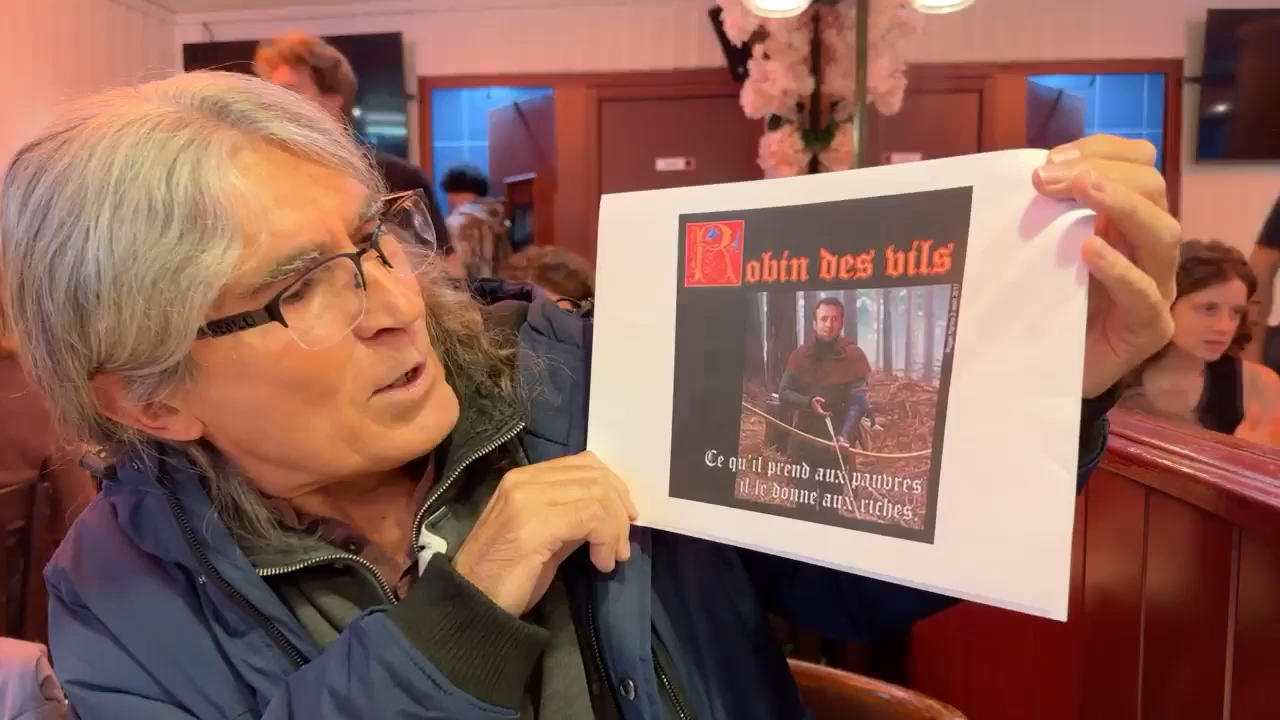 Robin des vils
Ce qu'il prend aux pauvres
il le donne aux riches